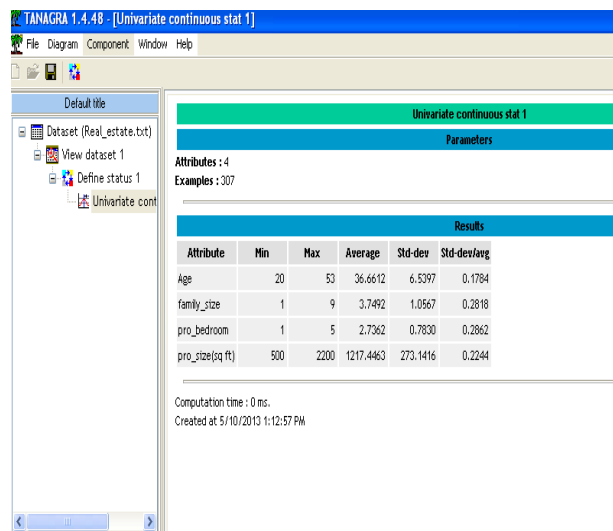 TANAGRA 1.4.48 - [Univariate continuous stat 1]
File Diagram Component Window Help
Default title
Dataset (Real_estate.txt)
View dataset 1
Define status 1
Univariate cont
Univariate continuous stat 1
Parameters
Attributes : 4
Examples : 307
Results
Attribute Min Max Average Std-dev Std-dev/avg
Age 20 53 36.6612 6.5397 0.1784
family_size 1 9 3.7492 1.0567 0.2818
pro_bedroom 1 5 2.7362 0.7830 0.2862
pro_size(sq ft) 500 2200 1217.4463 273.1416 0.2244
Computation time : 0 ms.
Created at 5/10/2013 1:12:57 PM